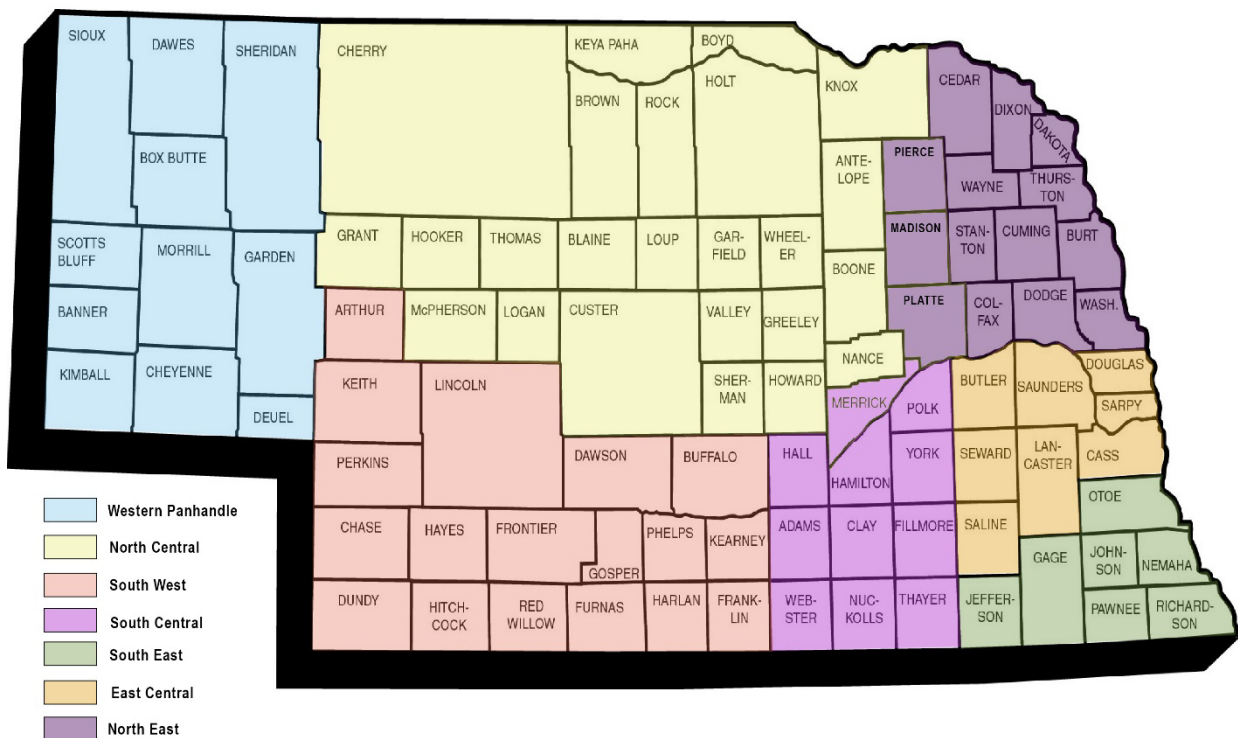 SIOUX
DAWES
SHERIDAN
CHERRY
KEYA PAHA
BOYD
BROWN
ROCK
HOLT
KNOX
CEDAR
DIXON
DAKOTA
BOX BUTTE
ANTE-
LOPE
PIERCE
WAYNE
THURS-
TON
SCOTTS
BLUFF
MORRILL
GARDEN
GRANT
HOOKER
THOMAS
BLAINE
LOUP
GAR-
FIELD
WHEEL-
ER
BOONE
MADISON
STAN-
TON
CUMING
BURT
BANNER
ARTHUR
McPHERSON
LOGAN
CUSTER
VALLEY
GREELEY
PLATTE
COL-
FAX
DODGE
WASH.
NANCE
KIMBALL
CHEYENNE
DEUEL
KEITH
LINCOLN
SHER-
MAN
HOWARD
MERRICK
POLK
BUTLER
SAUNDERS
DOUGLAS
SARPY
PERKINS
DAWSON
BUFFALO
HALL
HAMILTON
YORK
SEWARD
LAN-
CASTER
CASS
OTOE
CHASE
HAYES
FRONTIER
GOSPER
PHELPS
KEARNEY
ADAMS
CLAY
FILLMORE
SALINE
GAGE
JOHN-
SON
NEMAHA
DUNDY
HITCH-
COCK
RED
WILLOW
FURNAS
HARLAN
FRANK-
LIN
WEB-
STER
NUC-
KOLLS
THAYER
JEFFER-
SON
PAWNEE
RICHARD-
SON
Western Panhandle
North Central
South West
South Central
South East
East Central
North East